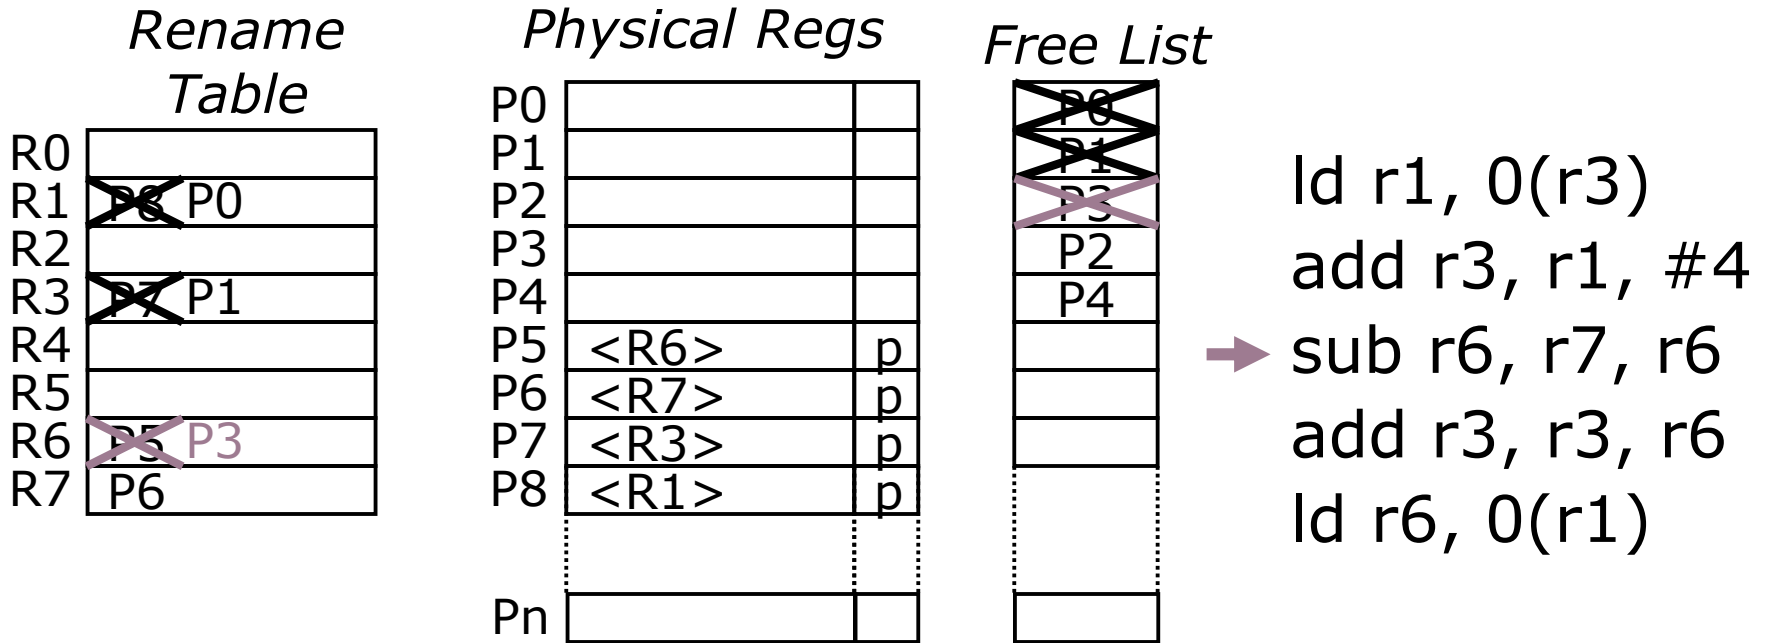 Rename Table
R0
R1 P8 P0
R2
R3 P7 P1
R4
R5
R6 P5 P3
R7 P6
Physical Regs
P0
P1
P2
P3
P4
P5 <R6> p
P6 <R7> p
P7 <R3> p
P8 <R1> p
Pn
Free List
P0
P1
P3
P2
P4
ld r1, 0(r3)
add r3, r1, #4
sub r6, r7, r6
add r3, r3, r6
ld r6, 0(r1)